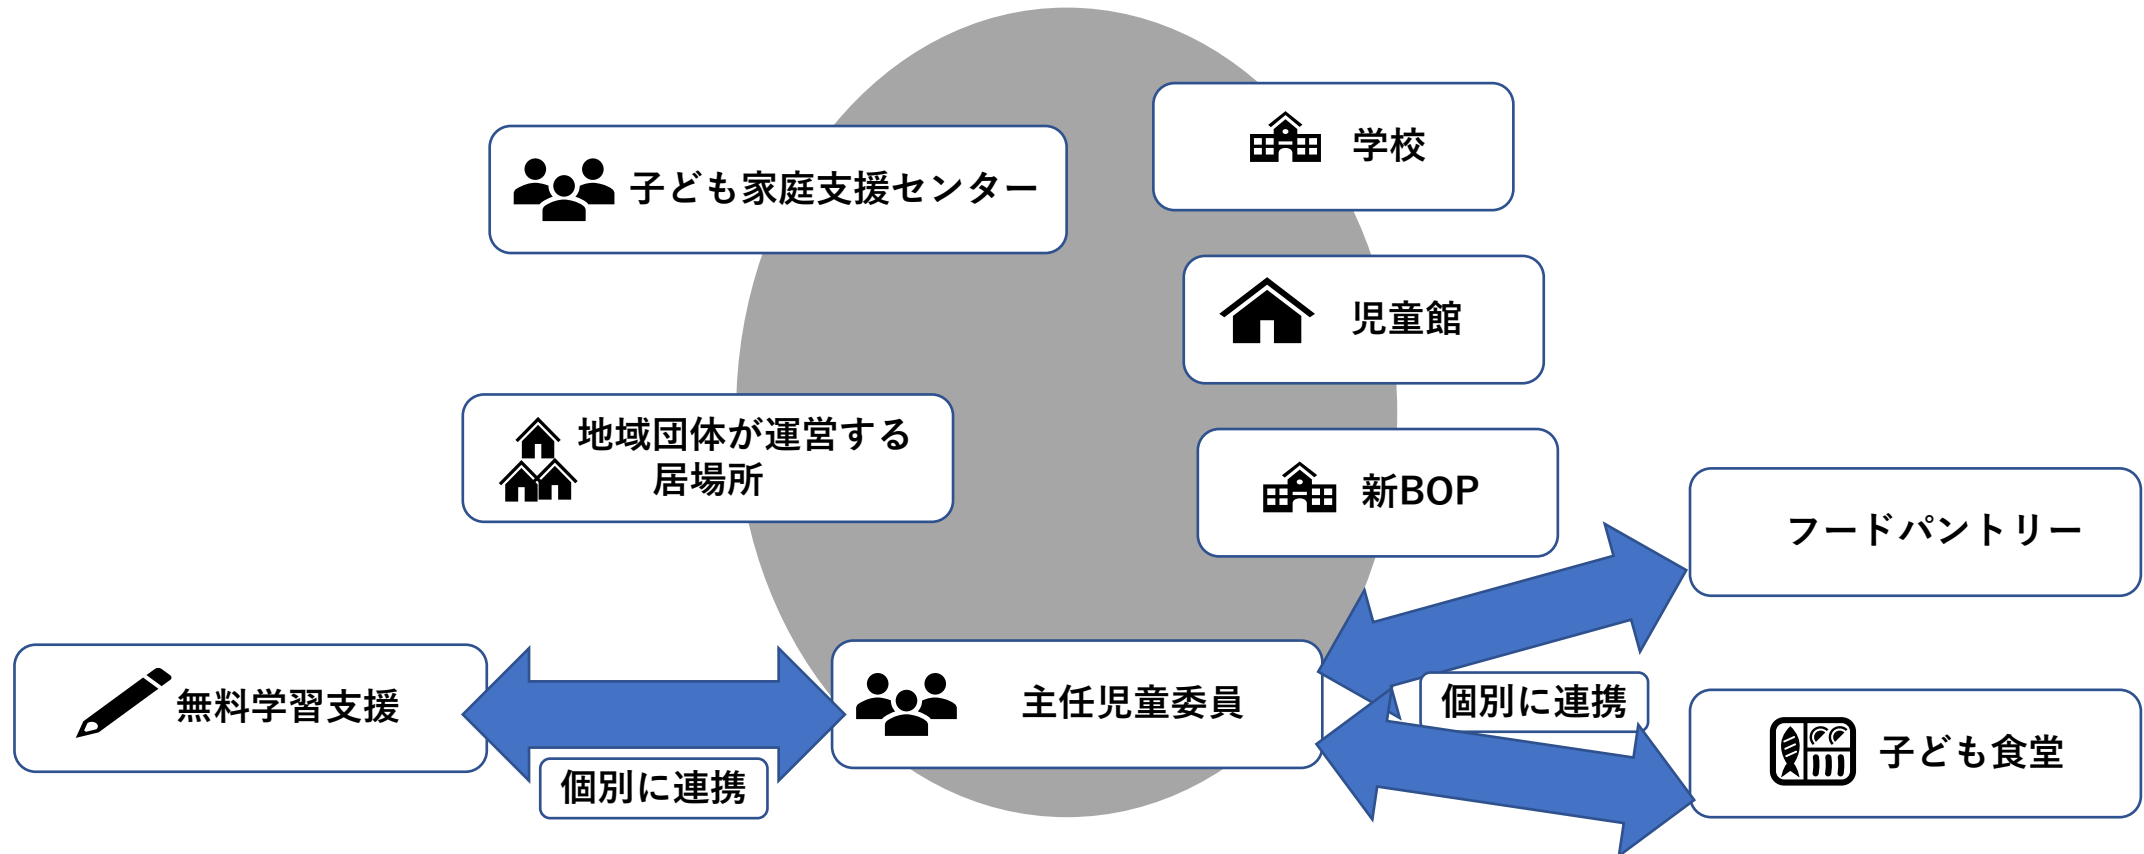 学校
子ども家庭支援センター
児童館
地域団体が運営する
居場所
新BOP
フードパントリー
無料学習支援
主任児童委員
個別に連携
子ども食堂
個別に連携